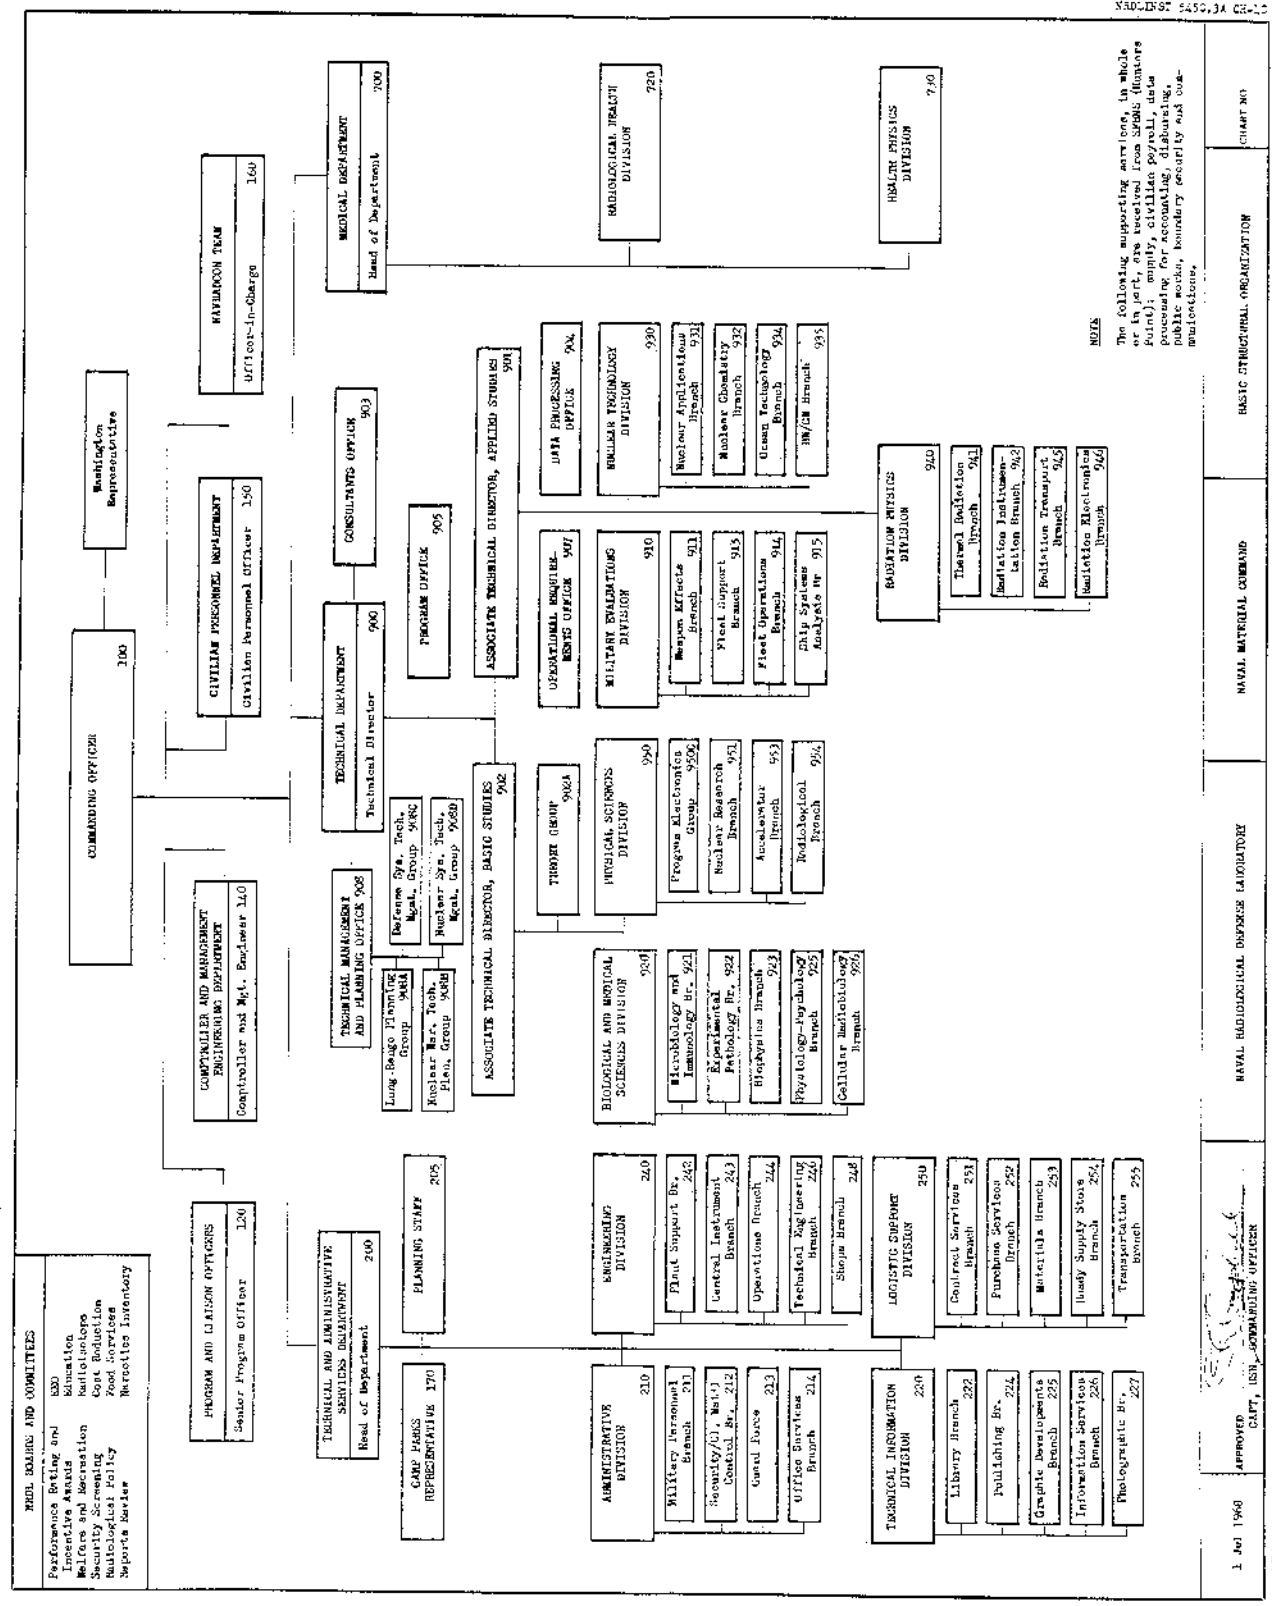 NRDLINST 5450.3A CH-10
NRDL BOARDS AND COMMITTEES
Performance Rating and
Incentive Awards
Welfare and Recreation
Security Screening
Radiological Policy
Reports Review
EEO
Education
Radioisotope
Cost Reduction
Food Services
Narcotics Inventory
COMMANDING OFFICER
100
Washington
Representative
PROGRAM AND LIAISON OFFICERS
Senior Program Officer 120
COMPTROLLER AND MANAGEMENT
ENGINEERING DEPARTMENT
Comptroller and Mgt. Engineer 140
CIVILIAN PERSONNEL DEPARTMENT
Civilian Personnel Officer 150
NAVRADCON TEAM
Officer-in-Charge 160
TECHNICAL AND ADMINISTRATIVE
SERVICES DEPARTMENT
Head of Department 200
TECHNICAL DEPARTMENT
Technical Director 900
MEDICAL DEPARTMENT
Head of Department 700
CAMP PARKS
REPRESENTATIVE 170
PLANNING STAFF 205
TECHNICAL MANAGEMENT
AND PLANNING OFFICE 908
Long-Range Planning
Group 908A
Nuclear War. Tech.
Plan. Group 908B
Defense Sys. Tech.
Mgmt. Group 908C
Nuclear Sys. Tech.
Mgmt. Group 908D
CONSULTANTS OFFICE 903
PROGRAM OFFICE 905
ASSOCIATE TECHNICAL DIRECTOR, BASIC STUDIES
902
ASSOCIATE TECHNICAL DIRECTOR, APPLIED STUDIES
901
THEORY GROUP
902A
OPERATIONAL REQUIRE-
MENTS OFFICE 907
DATA PROCESSING
OFFICE 904
ADMINISTRATIVE
DIVISION 210
Military Personnel
Branch 211
Security/Cl. Mat'l
Control Br. 212
Guard Force 213
Office Services
Branch 214
ENGINEERING
DIVISION 240
Plant Support Br. 242
Central Instrument
Branch 243
Operations Branch 244
Technical Engineering
Branch 246
Shops Branch 248
BIOLOGICAL AND MEDICAL
SCIENCES DIVISION 920
Microbiology and
Immunology Br. 921
Experimental
Pathology Br. 922
Biophysics Branch 923
Physiology-Psychology
Branch 925
Cellular Radiobiology
Branch 926
PHYSICAL SCIENCES
DIVISION 950
Program Electronics
Group 950C
Nuclear Research
Branch 951
Accelerator
Branch 953
Radiological
Branch 954
MILITARY EVALUATIONS
DIVISION 910
Weapon Effects
Branch 911
Fleet Support
Branch 913
Fleet Operations
Branch 914
Ship Systems
Analysis Br 915
NUCLEAR TECHNOLOGY
DIVISION 930
Nuclear Applications
Branch 931
Nuclear Chemistry
Branch 932
Ocean Technology
Branch 934
BW/CW Branch 935
RADIOLOGICAL HEALTH
DIVISION 720
TECHNICAL INFORMATION
DIVISION 220
Library Branch 222
Publishing Br. 224
Graphic Developments
Branch 225
Information Services
Branch 226
Photographic Br. 227
LOGISTIC SUPPORT
DIVISION 250
Contract Services
Branch 251
Purchase Services
Branch 252
Materials Branch 253
Ready Supply Store
Branch 254
Transportation
Branch 255
RADIATION PHYSICS
DIVISION 940
Thermal Radiation
Branch 941
Radiation Instrumen-
tation Branch 942
Radiation Transport
Branch 945
Radiation Electronics
Branch 946
HEALTH PHYSICS
DIVISION 730
NOTE
The following supporting services, in whole
or in part, are received from SFBNS (Hunters
Point): supply, civilian payroll, data
processing for accounting, disbursing,
public works, boundary security and com-
munications.
1 Jul 1968
APPROVED
CAPT, USN, COMMANDING OFFICER
NAVAL RADIOLOGICAL DEFENSE LABORATORY
NAVAL MATERIAL COMMAND
BASIC STRUCTURAL ORGANIZATION
CHART NO